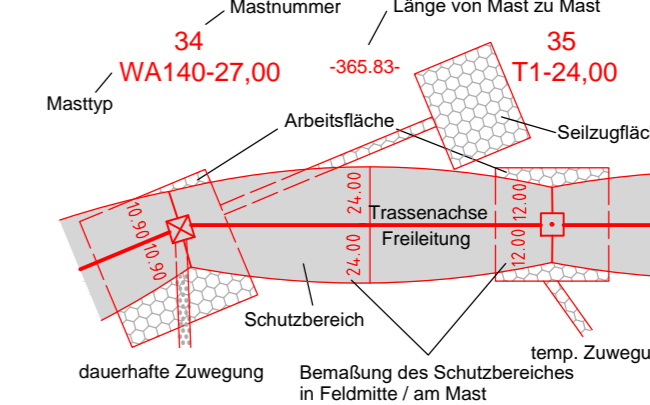 Mastnummer
Länge von Mast zu Mast
34
35
WA140-27,00
-365.83-
T1-24,00
Masttyp
Arbeitsfläche
Seilzugfläc
10.90
10.90
24.00
24.00
12.00
12.00
Trassenachse
Freileitung
Schutzbereich
dauerhafte Zuwegung
temp. Zuwegu
Bemaßung des Schutzbereiches
in Feldmitte / am Mast